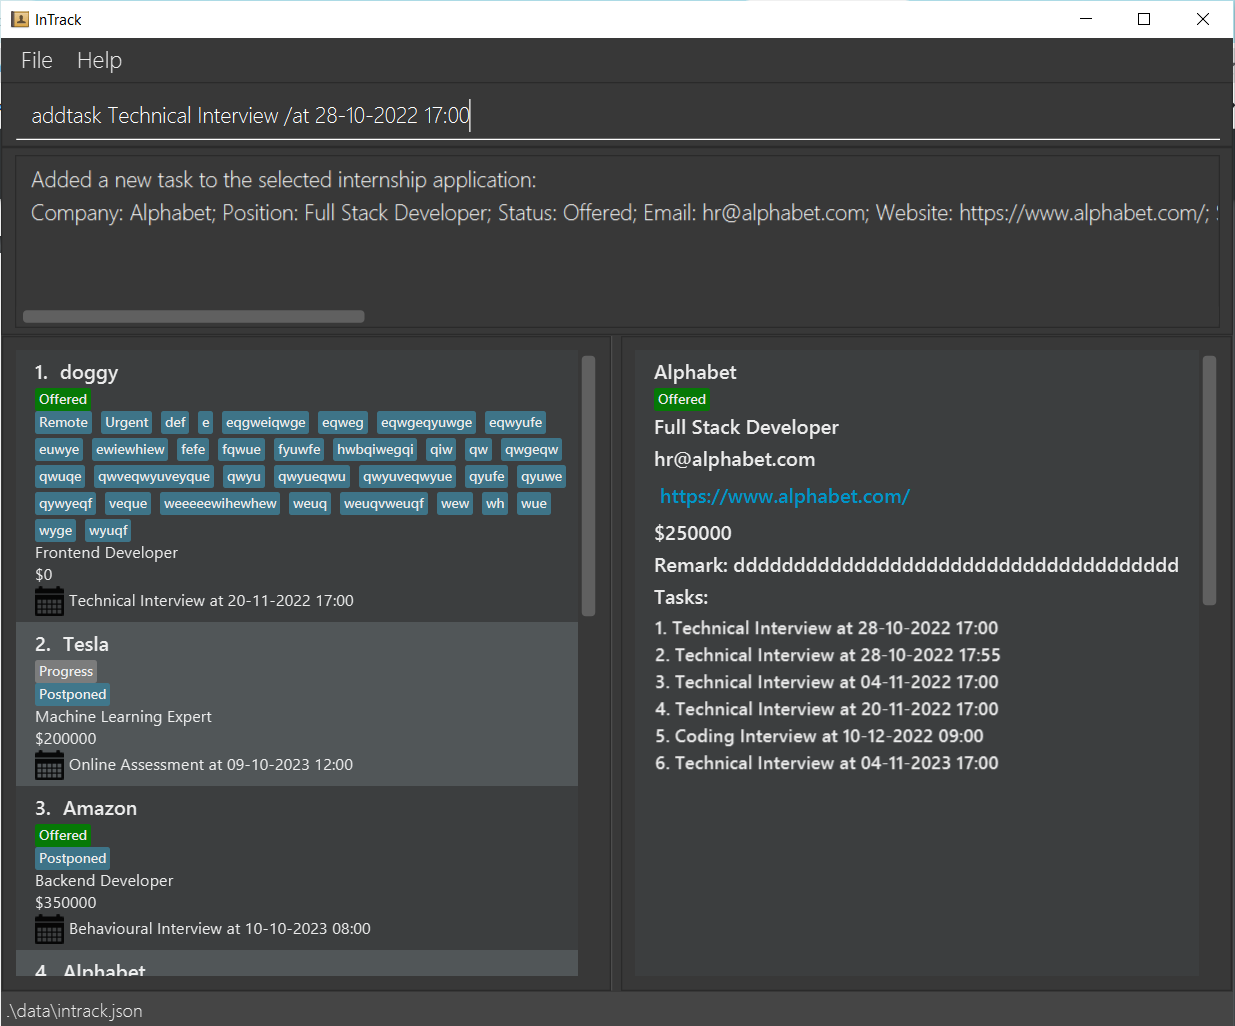 InTrack
File Help
addtask Technical Interview /at 28-10-2022 17:00
Added a new task to the selected internship application:
Company: Alphabet; Position: Full Stack Developer; Status: Offered; Email: hr@alphabet.com; Website: https://www.alphabet.com/;
1. doggy
Offered
Remote Urgent def e eqgweiqwge eqweg eqwgeqyuwge eqwyufe
euwye ewiewhiew fefe fqwue fyuwfe hwbqiwegqi qiw qw qwgeqw
qwuqe qwveqwyuveyque qwyu qwyueqwu qwyuveqwyue qyufe qyuwe
qywyeqf veque weeeeewihewhew weuq weuqvweuqf wew wh wue
wyge wyuqf
Frontend Developer
$0
Technical Interview at 20-11-2022 17:00
2. Tesla
Progress
Postponed
Machine Learning Expert
$200000
Online Assessment at 09-10-2023 12:00
3. Amazon
Offered
Postponed
Backend Developer
$350000
Behavioural Interview at 10-10-2023 08:00
4. Alphabet
Alphabet
Offered
Full Stack Developer
hr@alphabet.com
https://www.alphabet.com/
$250000
Remark: ddddddddddddddddddddddddddddddddddddd
Tasks:
1. Technical Interview at 28-10-2022 17:00
2. Technical Interview at 28-10-2022 17:55
3. Technical Interview at 04-11-2022 17:00
4. Technical Interview at 20-11-2022 17:00
5. Coding Interview at 10-12-2022 09:00
6. Technical Interview at 04-11-2023 17:00
.\data\intrack.json